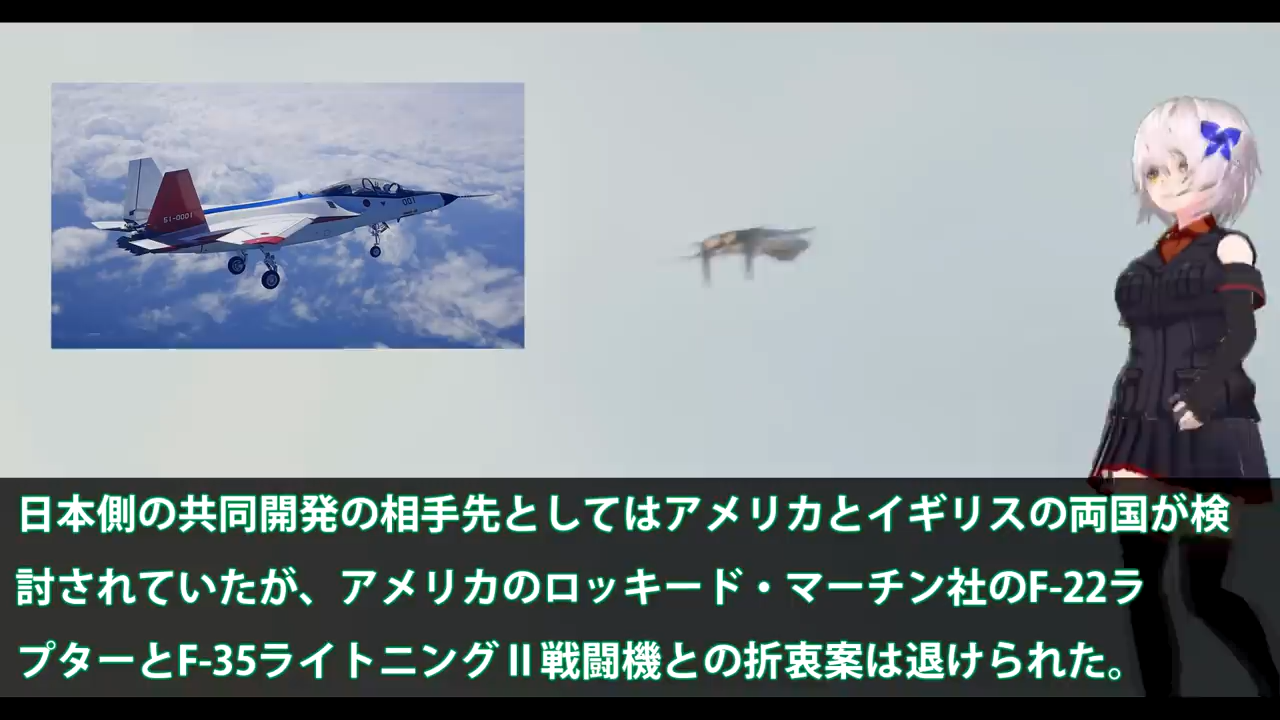 51-0001
001
日本側の共同開発の相手先としてはアメリカとイギリスの両国が検
討されていたが、アメリカのロッキード・マーチン社のF-22ラ
プターとF-35ライトニングⅡ戦闘機との折衷案は退けられた。